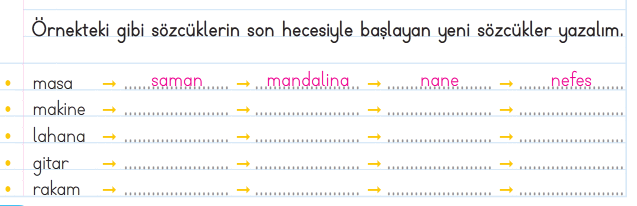 Örnekteki gibi sözcüklerin son hecesiyle başlayan yeni sözcükler yazalım.
masa → saman → mandalina → nane → nefes
makine → → → →
lahana → → → →
gitar → → → →
rakam → → → →